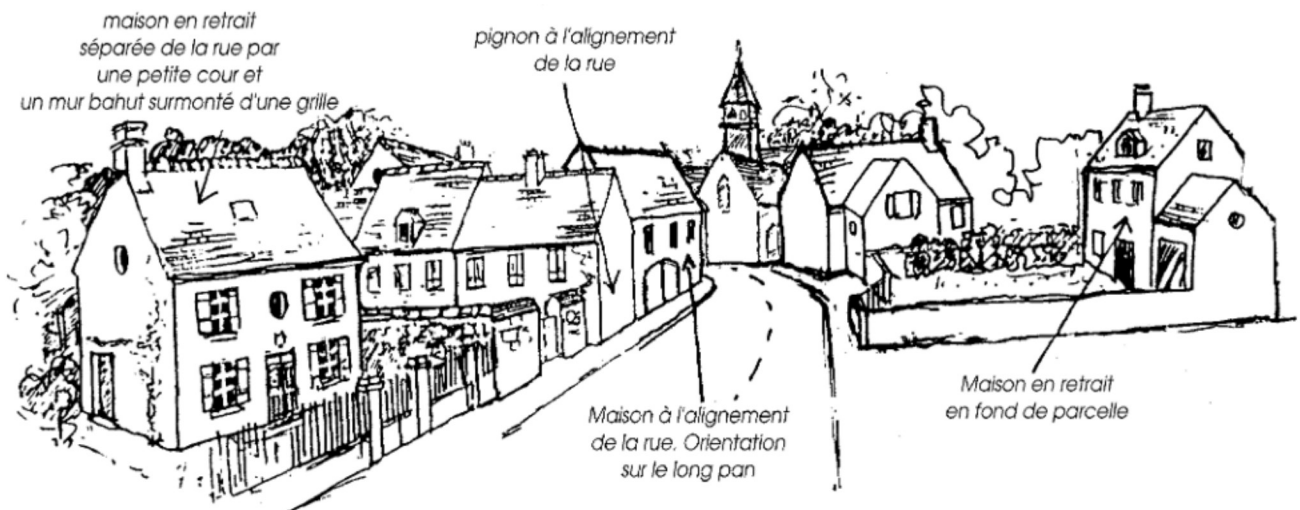 maison en retrait
séparée de la rue par
une petite cour et
un mur bahut surmonté d'une grille
pignon à l'alignement
de la rue
Maison à l'alignement
de la rue. Orientation
sur le long pan
Maison en retrait
en fond de parcelle